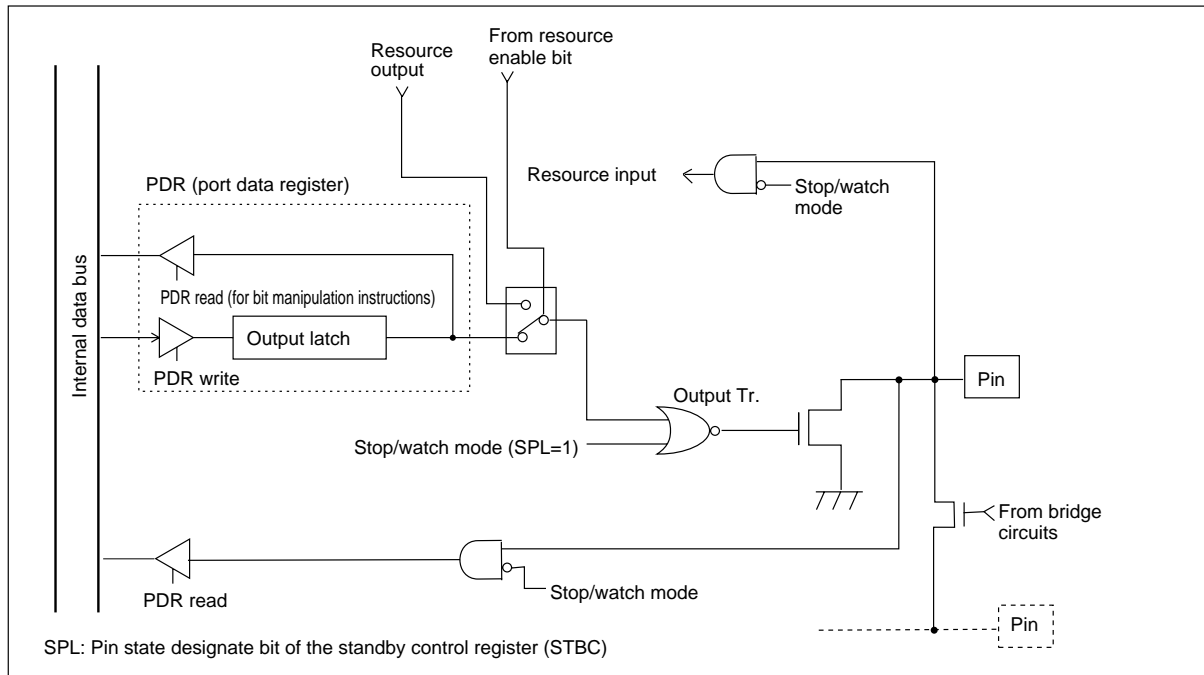 Resource
output
From resource
enable bit
PDR (port data register)
Resource input
Stop/watch
mode
Internal data bus
PDR read (for bit manipulation instructions)
Output latch
PDR write
Output Tr.
Pin
Stop/watch mode (SPL=1)
From bridge
circuits
PDR read
Stop/watch mode
Pin
SPL: Pin state designate bit of the standby control register (STBC)